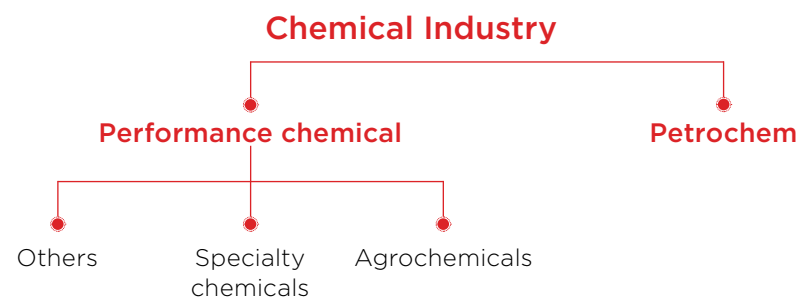 Chemical Industry
Performance chemical
Petrochem
Others
Specialty
chemicals
Agrochemicals